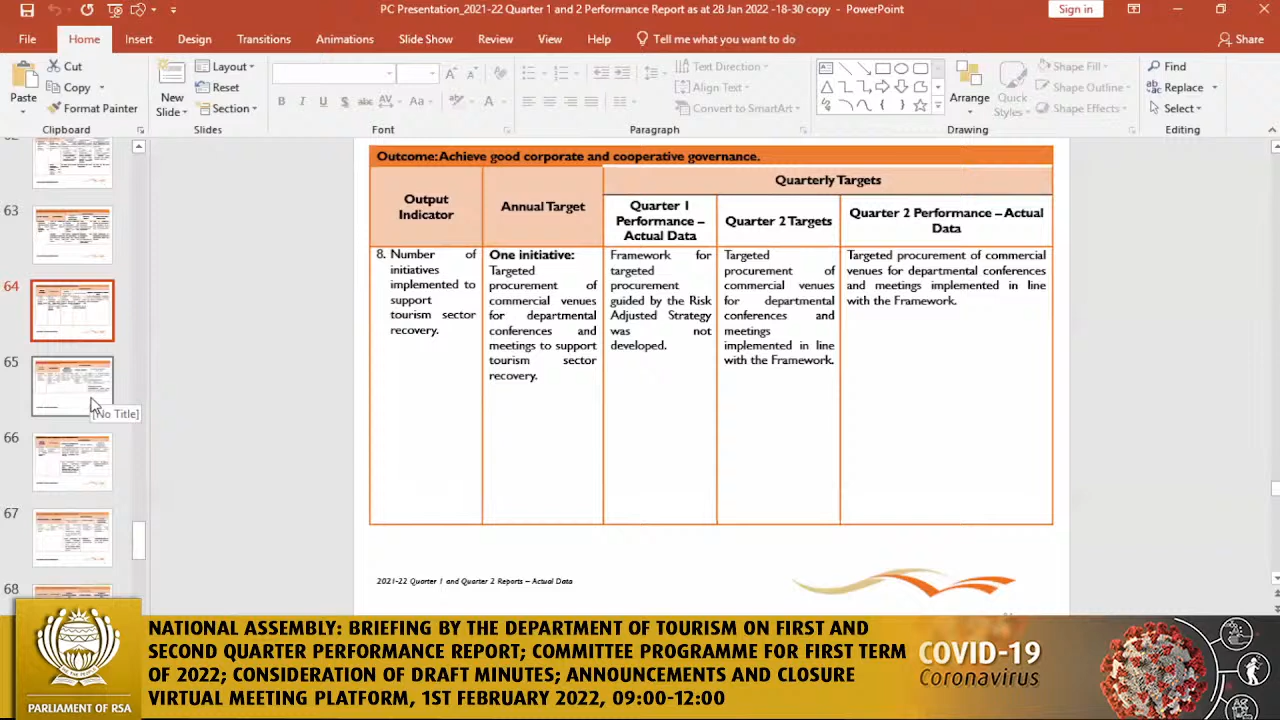 PC Presentation_2021-22 Quarter 1 and 2 Performance Report as at 28 Jan 2022 -18-30 copy - PowerPoint
Sign in
File Home Insert Design Transitions Animations Slide Show Review View Help Tell me what you want to do Share
Paste
Cut
Copy
Format Painter
Clipboard
New
Slide
Layout
Reset
Section
Slides
B I U S abc AV Aa A
Font
Text Direction
Align Text
Convert to SmartArt
Paragraph
Arrange
Quick
Styles
Shape Fill
Shape Outline
Shape Effects
Drawing
Find
Replace
Select
Editing
63
64
65
[No Title]
66
67
68
Outcome: Achieve good corporate and cooperative governance.
Output
Indicator
Annual Target
Quarterly Targets
Quarter 1
Performance –
Actual Data
Quarter 2 Targets
Quarter 2 Performance – Actual
Data
8. Number of
initiatives
implemented to
support
tourism sector
recovery.
One initiative:
Targeted
procurement of
commercial venues
for departmental
conferences and
meetings to support
tourism sector
recovery.
Framework for
targeted
procurement
guided by the Risk
Adjusted Strategy
was not
developed.
Targeted
procurement of
commercial venues
for departmental
conferences and
meetings
implemented in line
with the Framework.
Targeted procurement of commercial
venues for departmental conferences
and meetings implemented in line
with the Framework.
2021-22 Quarter 1 and Quarter 2 Reports – Actual Data
PARLIAMENT OF RSA
NATIONAL ASSEMBLY: BRIEFING BY THE DEPARTMENT OF TOURISM ON FIRST AND
SECOND QUARTER PERFORMANCE REPORT; COMMITTEE PROGRAMME FOR FIRST TERM
OF 2022; CONSIDERATION OF DRAFT MINUTES; ANNOUNCEMENTS AND CLOSURE
VIRTUAL MEETING PLATFORM, 1ST FEBRUARY 2022, 09:00-12:00
COVID-19
Coronavirus